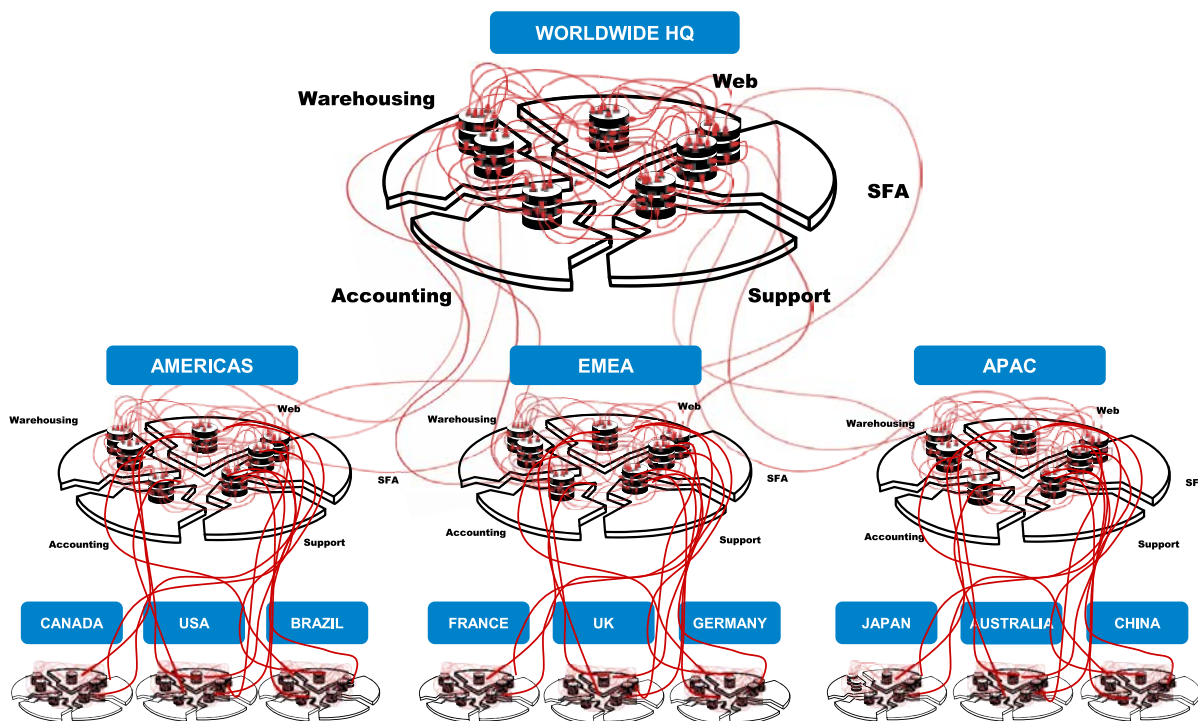 WORLDWIDE HQ
Warehousing
Web
SFA
Accounting
Support
AMERICAS
EMEA
APAC
Warehousing
Web
SFA
Accounting
Support
Warehousing
Web
SFA
Accounting
Support
Warehousing
Web
SF
Accounting
Support
CANADA
USA
BRAZIL
FRANCE
UK
GERMANY
JAPAN
AUSTRALIA
CHINA